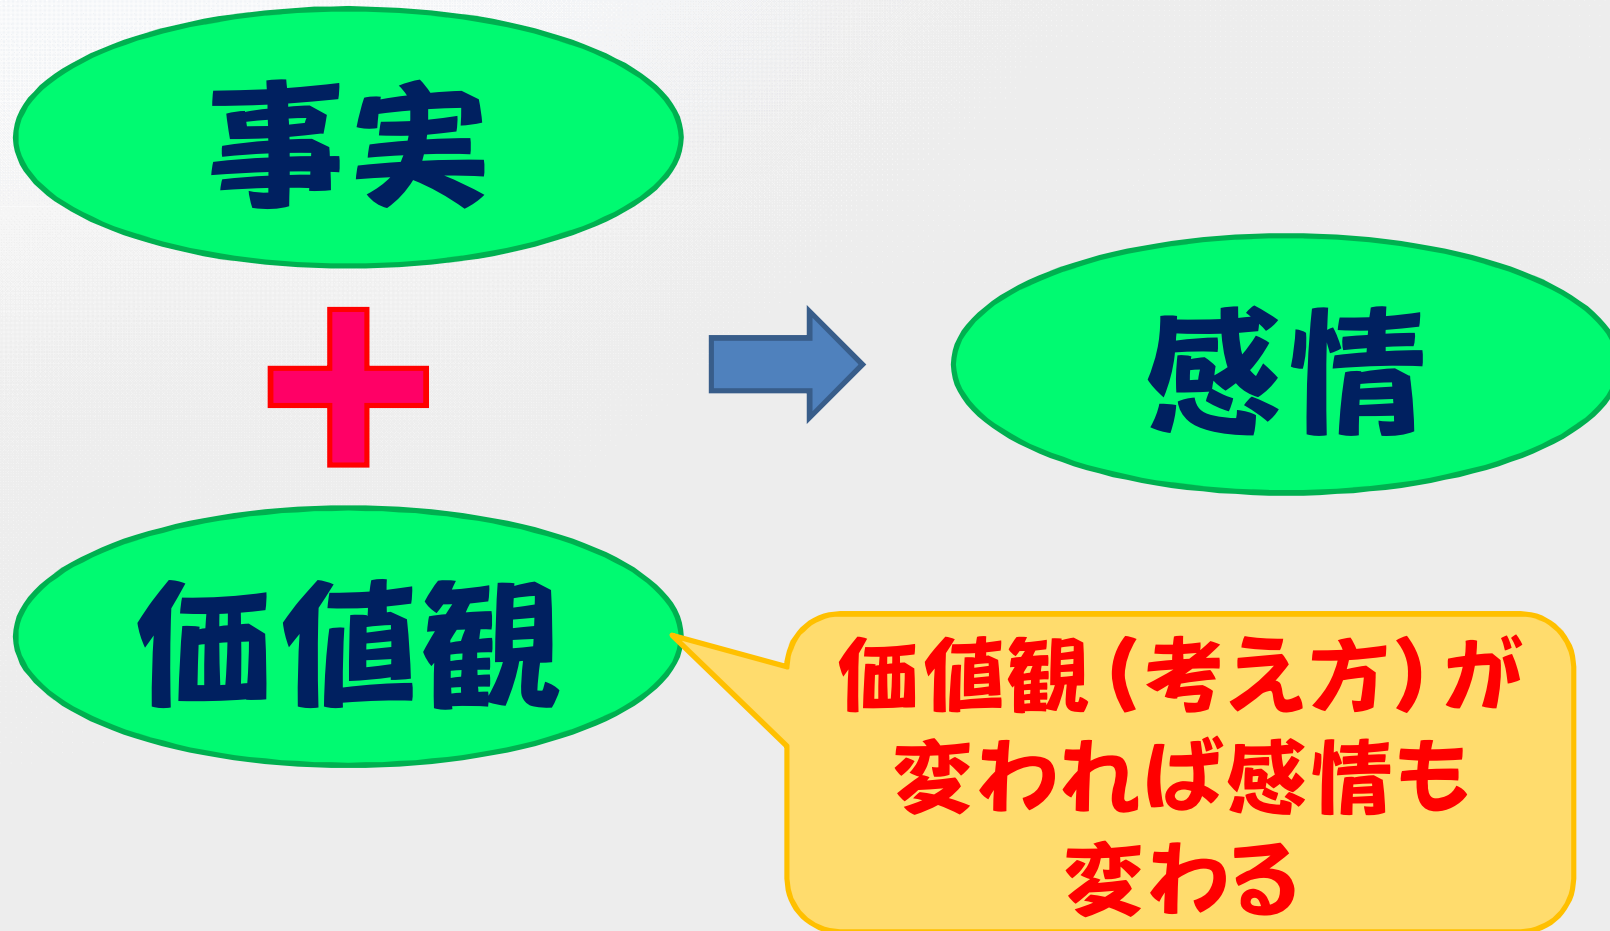 事実
感情
価値観
価値観(考え方)が
変われば感情も
変わる